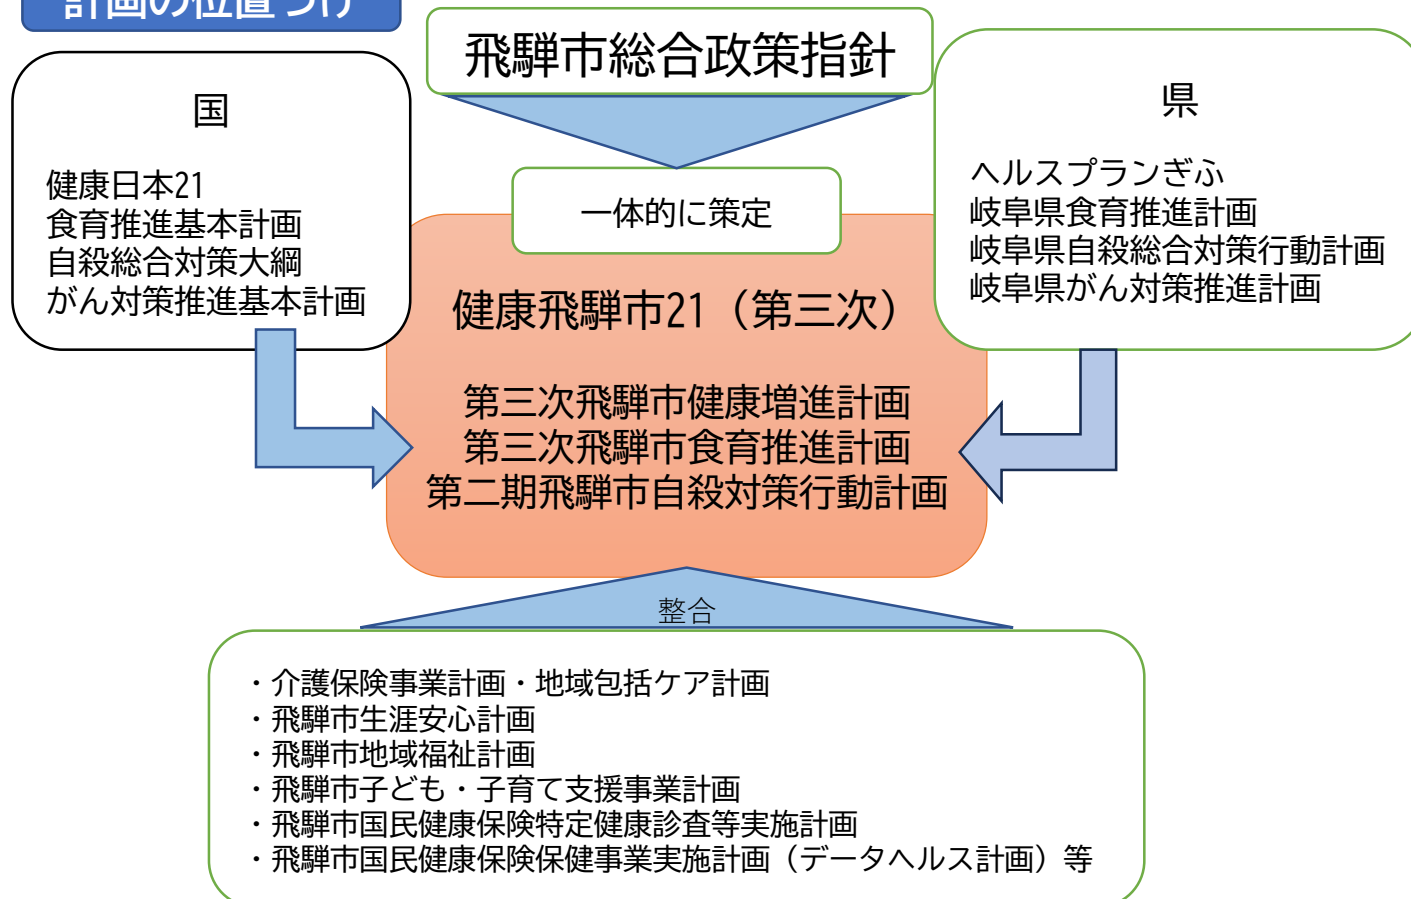 計画の位置づけ
飛騨市総合政策指針
国
健康日本21
食育推進基本計画
自殺総合対策大綱
がん対策推進基本計画
県
ヘルスプランぎふ
岐阜県食育推進計画
岐阜県自殺総合対策行動計画
岐阜県がん対策推進計画
一体的に策定
健康飛騨市21（第三次）
第三次飛騨市健康増進計画
第三次飛騨市食育推進計画
第二期飛騨市自殺対策行動計画
整合
・介護保険事業計画・地域包括ケア計画
・飛騨市生涯安心計画
・飛騨市地域福祉計画
・飛騨市子ども・子育て支援事業計画
・飛騨市国民健康保険特定健康診査等実施計画
・飛騨市国民健康保険保健事業実施計画（データヘルス計画）等